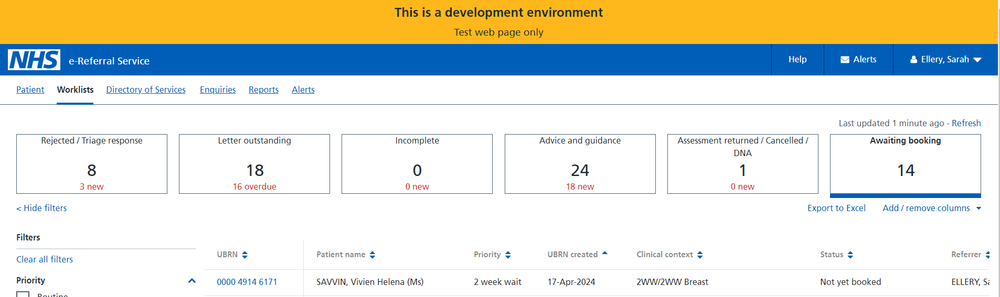 This is a development environment
Test web page only
NHS e-Referral Service Help Alerts Ellery, Sarah
Patient Worklists Directory of Services Enquiries Reports Alerts
Last updated 1 minute ago - Refresh
Rejected / Triage response
8
3 new
Letter outstanding
18
16 overdue
Incomplete
0
0 new
Advice and guidance
24
18 new
Assessment returned / Cancelled /
DNA
1
0 new
Awaiting booking
14
< Hide filters Export to Excel Add / remove columns
Filters
Clear all filters
Priority
Routine
UBRN Patient name Priority UBRN created Clinical context Status Referrer
0000 4914 6171 SAVVIN, Vivien Helena (Ms) 2 week wait 17-Apr-2024 2WW/2WW Breast Not yet booked ELLERY, Sa